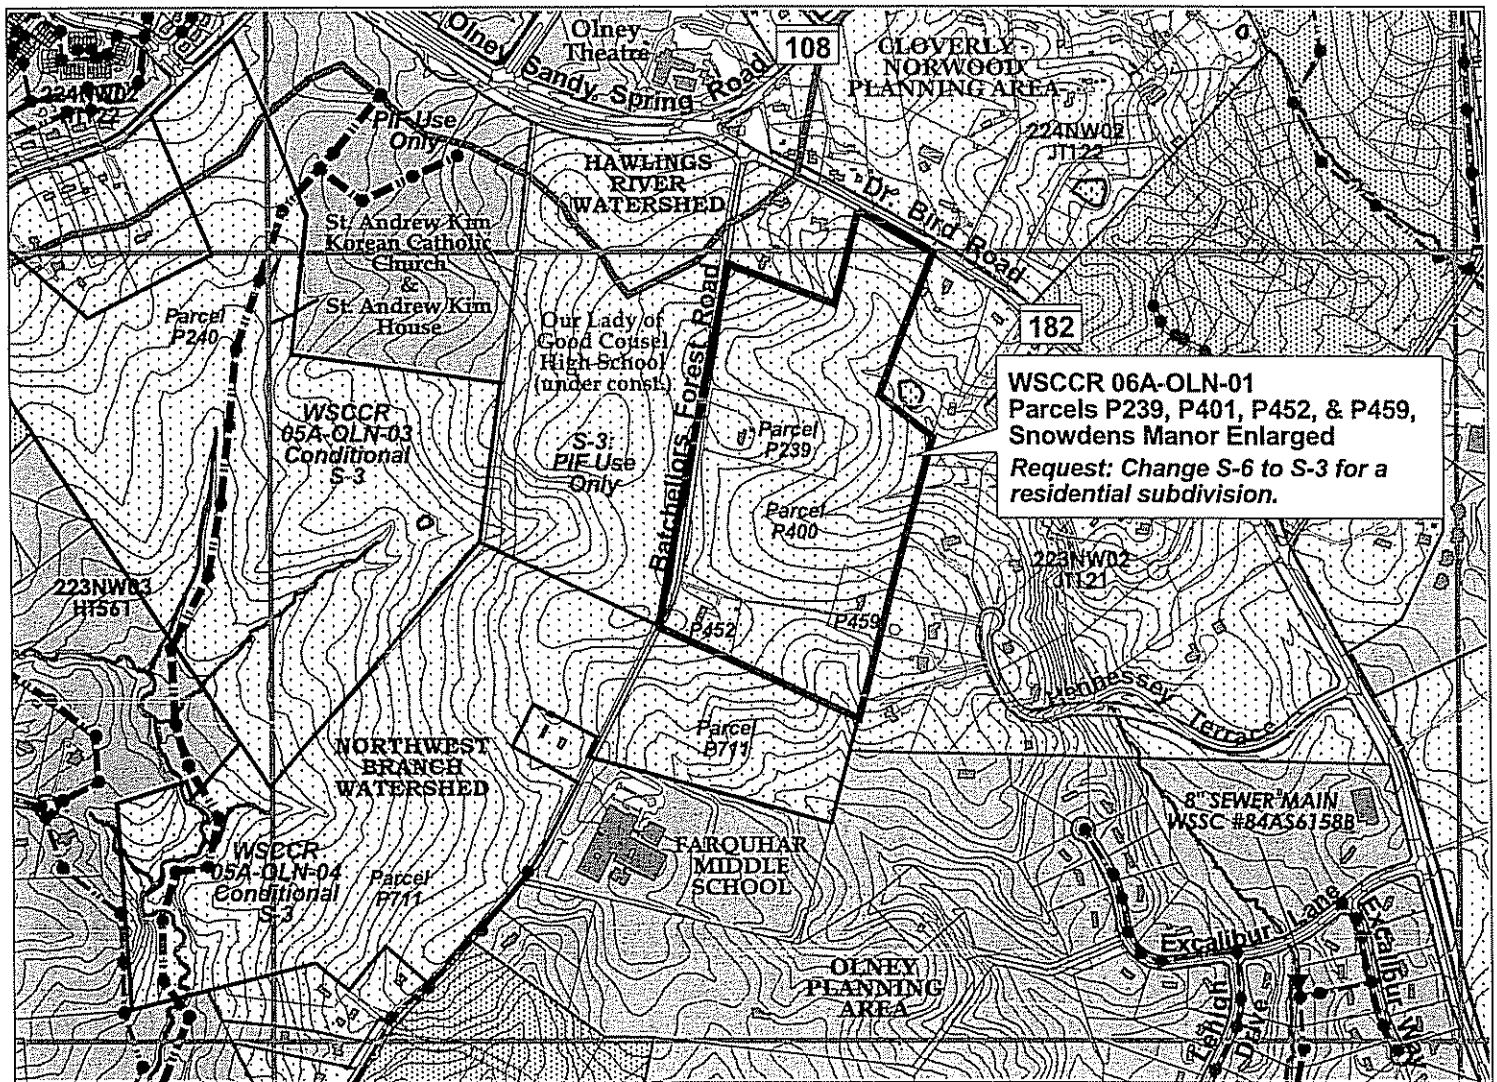 Olney
Theatre
108
CLOVERLY -
NORWOOD
PLANNING AREA
Olney
Sandy Spring Road
224NW02
JT122
PIF Use
Only
HAWLINGS
RIVER
WATERSHED
224NW02
JT122
Dr. Bird Road
St. Andrew Kim
Korean Catholic
Church
&
St. Andrew Kim
House
Parcel
P240
Our Lady of
Good Cousel
High School
(under const.)
Batchellors Forest Road
182
WSCCR 06A-OLN-01
Parcels P239, P401, P452, & P459,
Snowdens Manor Enlarged
Request: Change S-6 to S-3 for a
residential subdivision.
WSCCR
05A-OLN-03
Conditional
S-3
S-3:
PIF Use
Only
Parcel
P239
Parcel
P400
223NW03
HT561
223NW02
JT121
P452
P459
Hennessey Terrace
Parcel
P711
NORTHWEST
BRANCH
WATERSHED
8" SEWER MAIN
WSSC #84AS6158B
FARQUHAR
MIDDLE
SCHOOL
WSCCR
05A-OLN-04
Conditional
S-3
Parcel
P711
Excalibur Lane
Excalibur Way
OLNEY
PLANNING
AREA
Lehigh
Drive